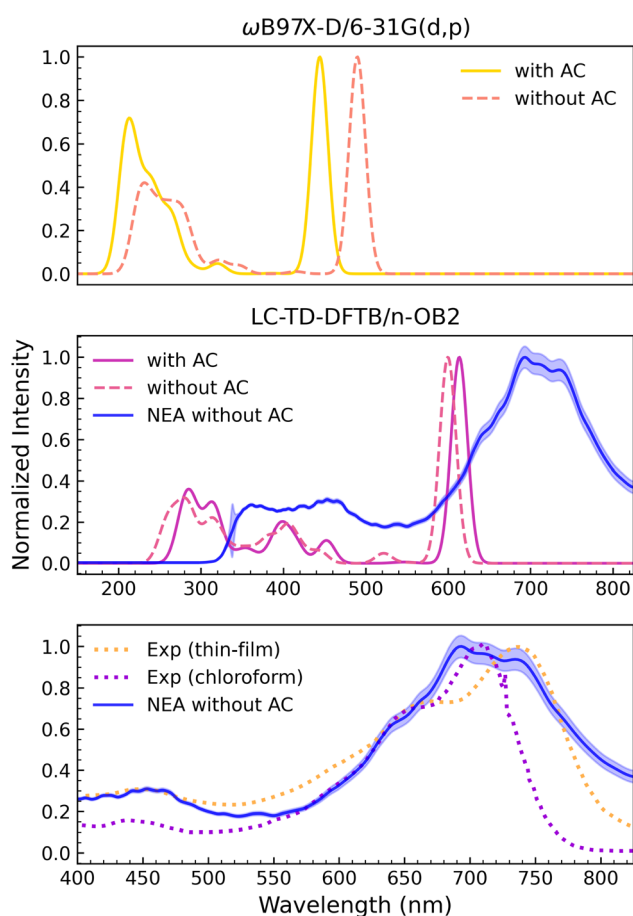 ωB97X-D/6-31G(d,p)
1.0
0.8
0.6
0.4
0.2
0.0
with AC
without AC
LC-TD-DFTB/n-OB2
Normalized Intensity
1.0
0.8
0.6
0.4
0.2
0.0
with AC
without AC
NEA without AC
200 300 400 500 600 700 800
1.0
0.8
0.6
0.4
0.2
0.0
Exp (thin-film)
Exp (chloroform)
NEA without AC
400 450 500 550 600 650 700 750 800
Wavelength (nm)